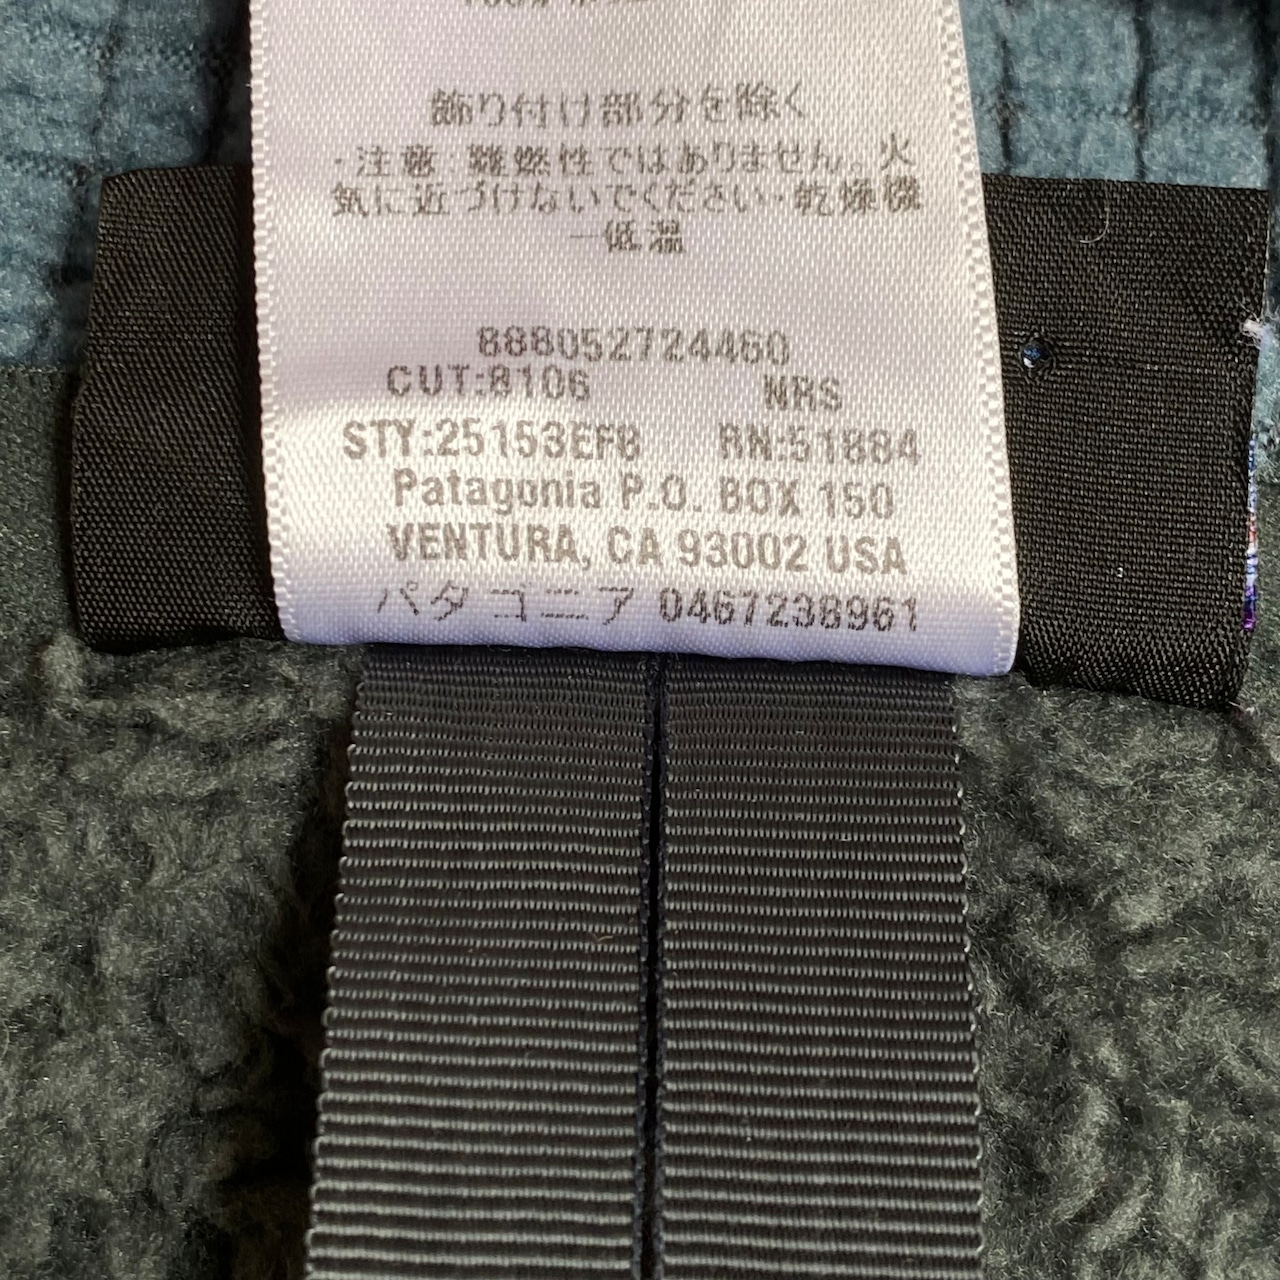 飾り付け部分を除く
・注意:難燃性ではありません。火
気に近づけないでください・乾燥機
ー低温
888052724460
CUT:8106 NRS
STY:25153EF8 RN:51884
Patagonia P.O. BOX 150
VENTURA, CA 93002 USA
パタゴニア 0467238961